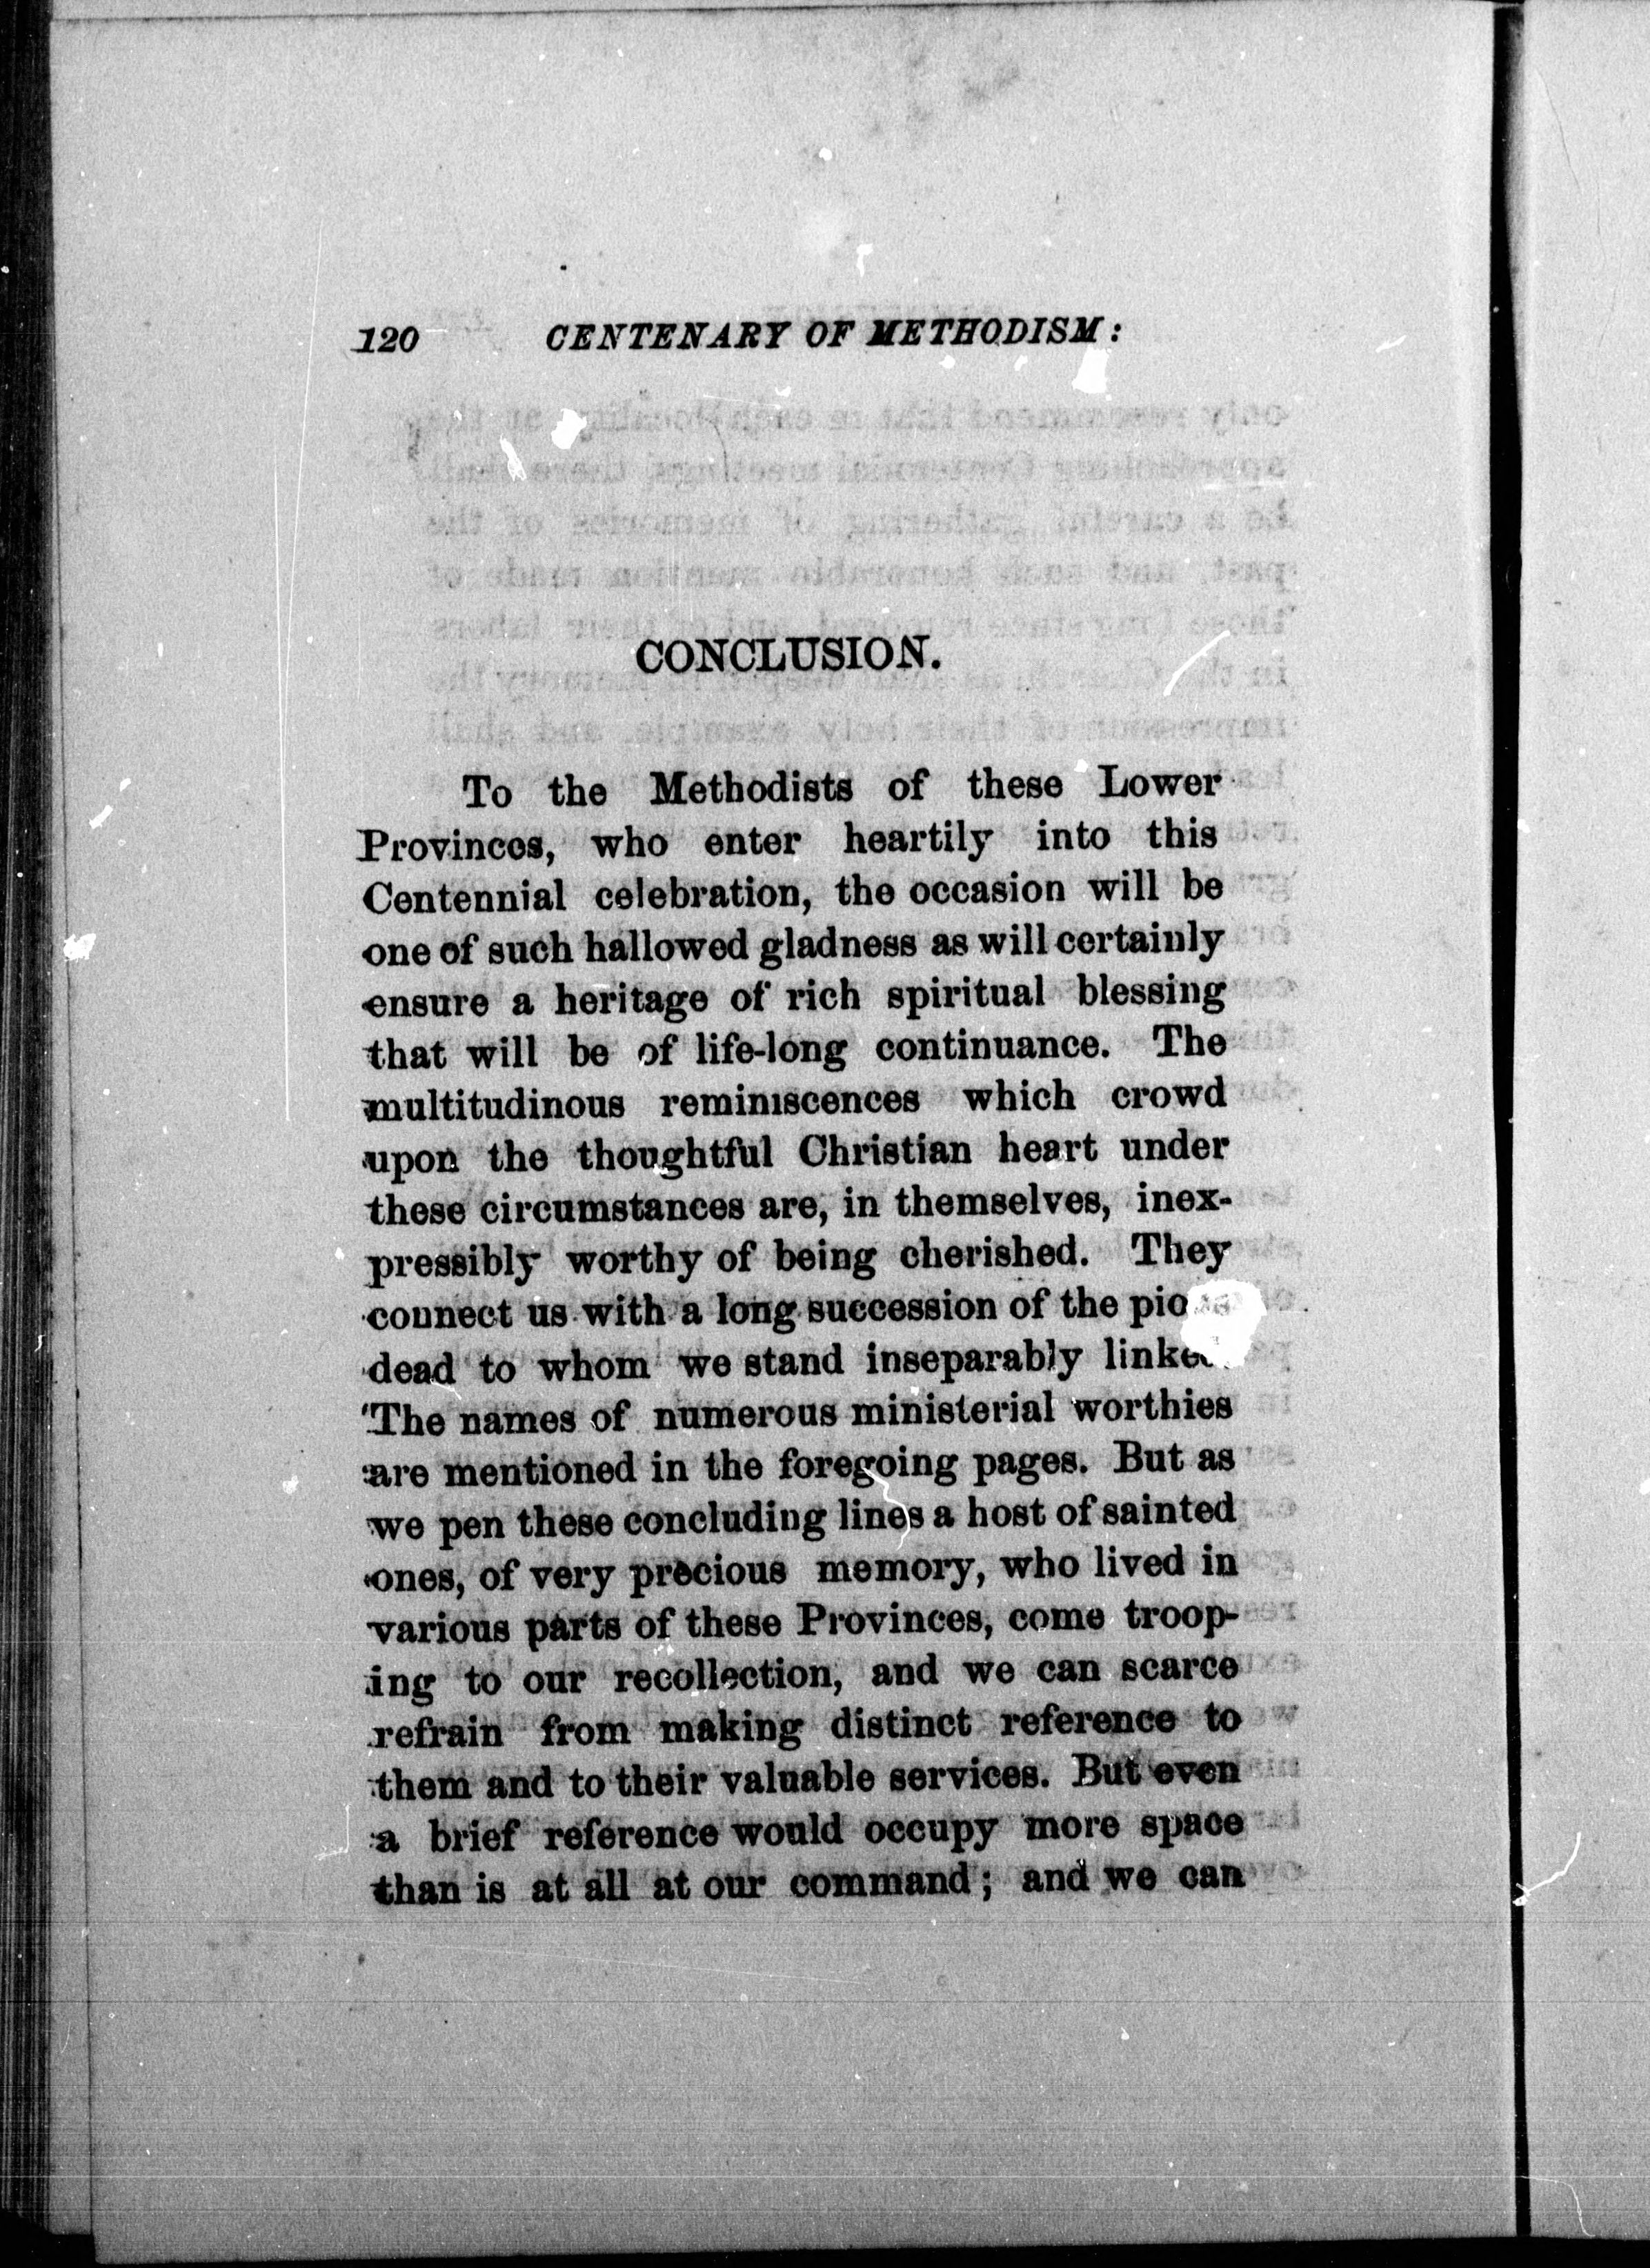 120 CENTENARY OF METHODISM:
CONCLUSION.
To the Methodists of these Lower
Provinces, who enter heartily into this
Centennial celebration, the occasion will be
one of such hallowed gladness as will certainly
ensure a heritage of rich spiritual blessing
that will be of life-long continuance. The
multitudinous reminiscences which crowd
upon the thoughtful Christian heart under
these circumstances are, in themselves, inex-
pressibly worthy of being cherished. They
connect us with a long succession of the
dead to whom we stand inseparably
The names of numerous ministerial worthies
are mentioned in the foregoing pages. But as
we pen these concluding lines a host of sainted
ones, of very precious memory, who lived in
various parts of these Provinces, come troop-
ing to our recollection, and we can scarce
refrain from making distinct reference to
them and to their valuable services. But even
a brief reference would occupy more space
than is at all at our command; and we can